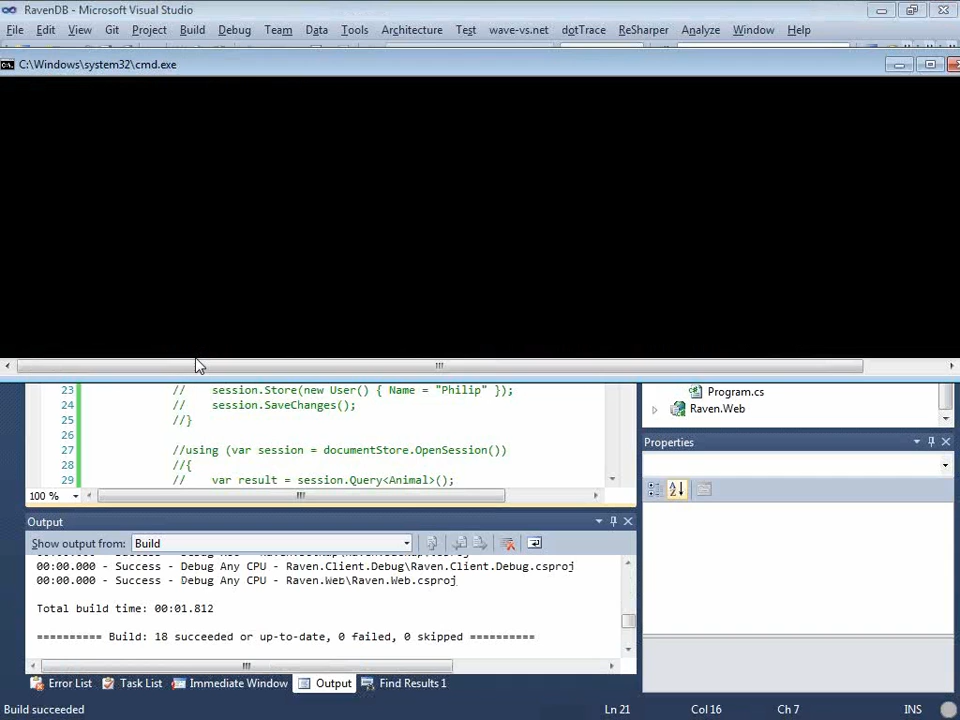 RavenDB - Microsoft Visual Studio
File Edit View Git Project Build Debug Team Data Tools Architecture Test wave-vs.net dotTrace ReSharper Analyze Window Help
C:\Windows\system32\cmd.exe
23 // session.Store(new User() { Name = "Philip" });
24 // session.SaveChanges();
25 //}
26
27 //using (var session = documentStore.OpenSession())
28 //{
29 // var result = session.Query<Animal>();
100 %
Program.cs
Raven.Web
Properties
Output
Show output from: Build
00:00.000 - Success - Debug Any CPU - Raven.Client.Debug\Raven.Client.Debug.csproj
00:00.000 - Success - Debug Any CPU - Raven.Web\Raven.Web.csproj
Total build time: 00:01.812
========== Build: 18 succeeded or up-to-date, 0 failed, 0 skipped ==========
Error List Task List Immediate Window Output Find Results 1
Build succeeded Ln 21 Col 16 Ch 7 INS